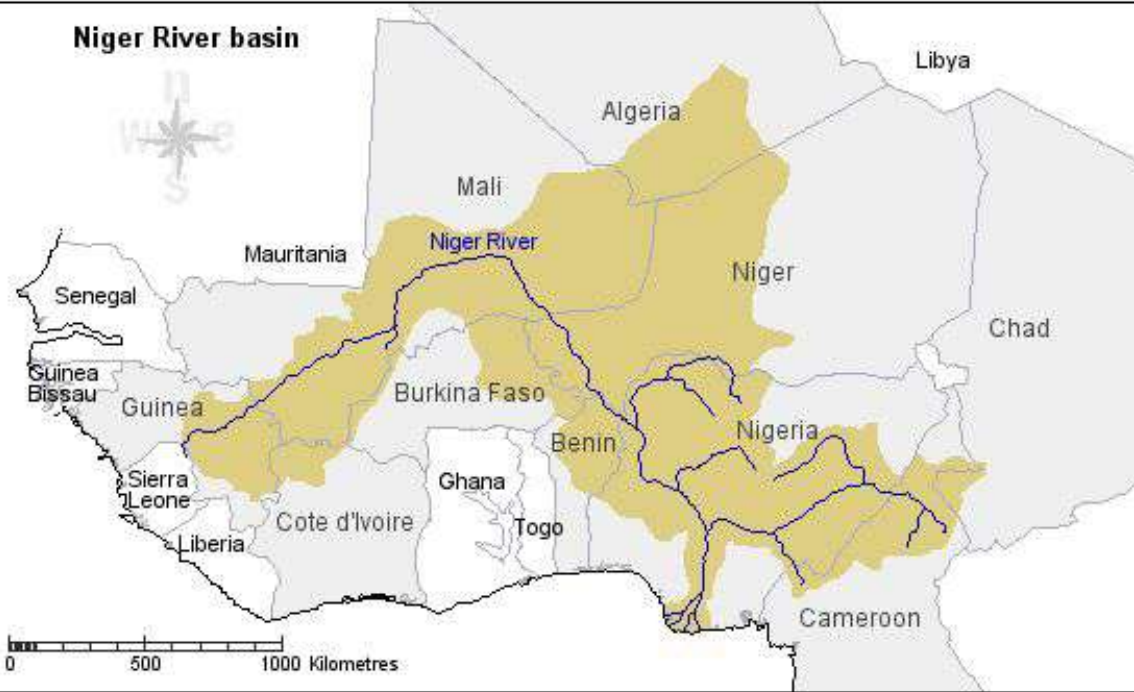 Niger River basin
n
w e
s
Libya
Algeria
Mali
Niger River
Mauritania
Niger
Senegal
Chad
Guinea
Bissau
Guinea
Burkina Faso
Benin
Nigeria
Sierra
Leone
Ghana
Cote d'Ivoire
Togo
Liberia
Cameroon
0 500 1000 Kilometres